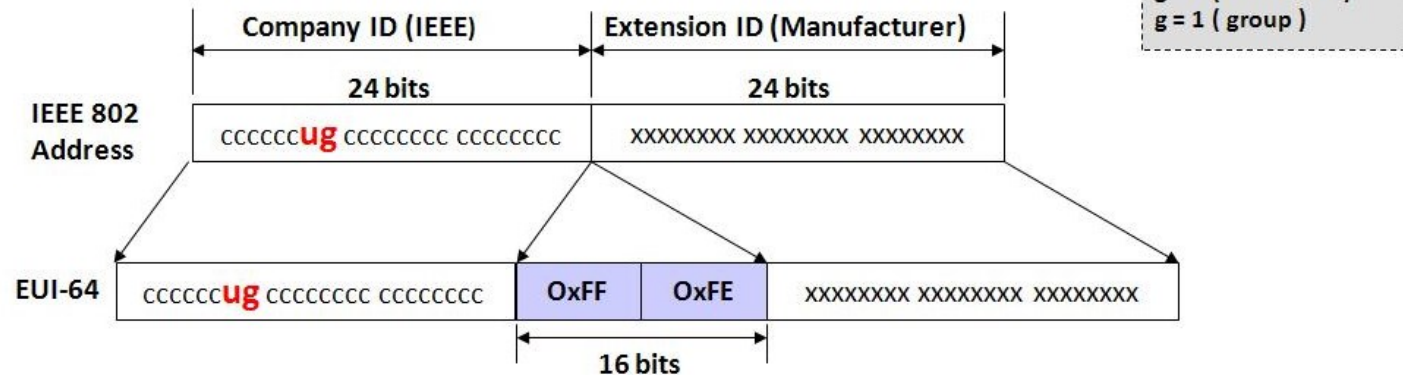 g = 1 ( group )
Company ID (IEEE)
Extension ID (Manufacturer)
24 bits
24 bits
IEEE 802
Address
ccccccug cccccccc cccccccc
xxxxxxxx xxxxxxxx xxxxxxxx
EUI-64
ccccccug cccccccc cccccccc
OxFF
OxFE
xxxxxxxx xxxxxxxx xxxxxxxx
16 bits